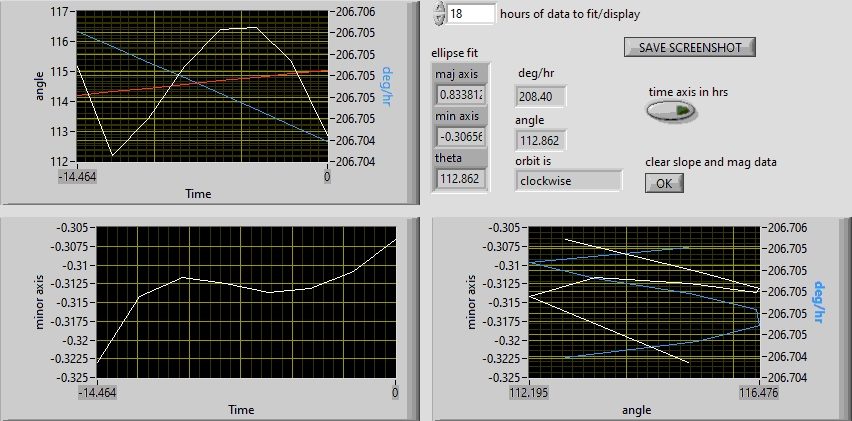 117
116
115
114
113
112
angle
-14.464
0
Time
206.706
206.705
206.705
206.705
206.705
206.704
206.704
deg/hr
18
hours of data to fit/display
SAVE SCREENSHOT
ellipse fit
maj axis
0.833812
min axis
-0.30656
theta
112.862
deg/hr
208.40
angle
112.862
orbit is
clockwise
time axis in hrs
clear slope and mag data
OK
-0.305
-0.3075
-0.31
-0.3125
-0.315
-0.3175
-0.32
-0.3225
-0.325
minor axis
-14.464
0
Time
-0.305
-0.3075
-0.31
-0.3125
-0.315
-0.3175
-0.32
-0.3225
-0.325
minor axis
112.195
116.476
angle
206.706
206.706
206.705
206.705
206.705
206.705
206.704
206.704
deg/hr